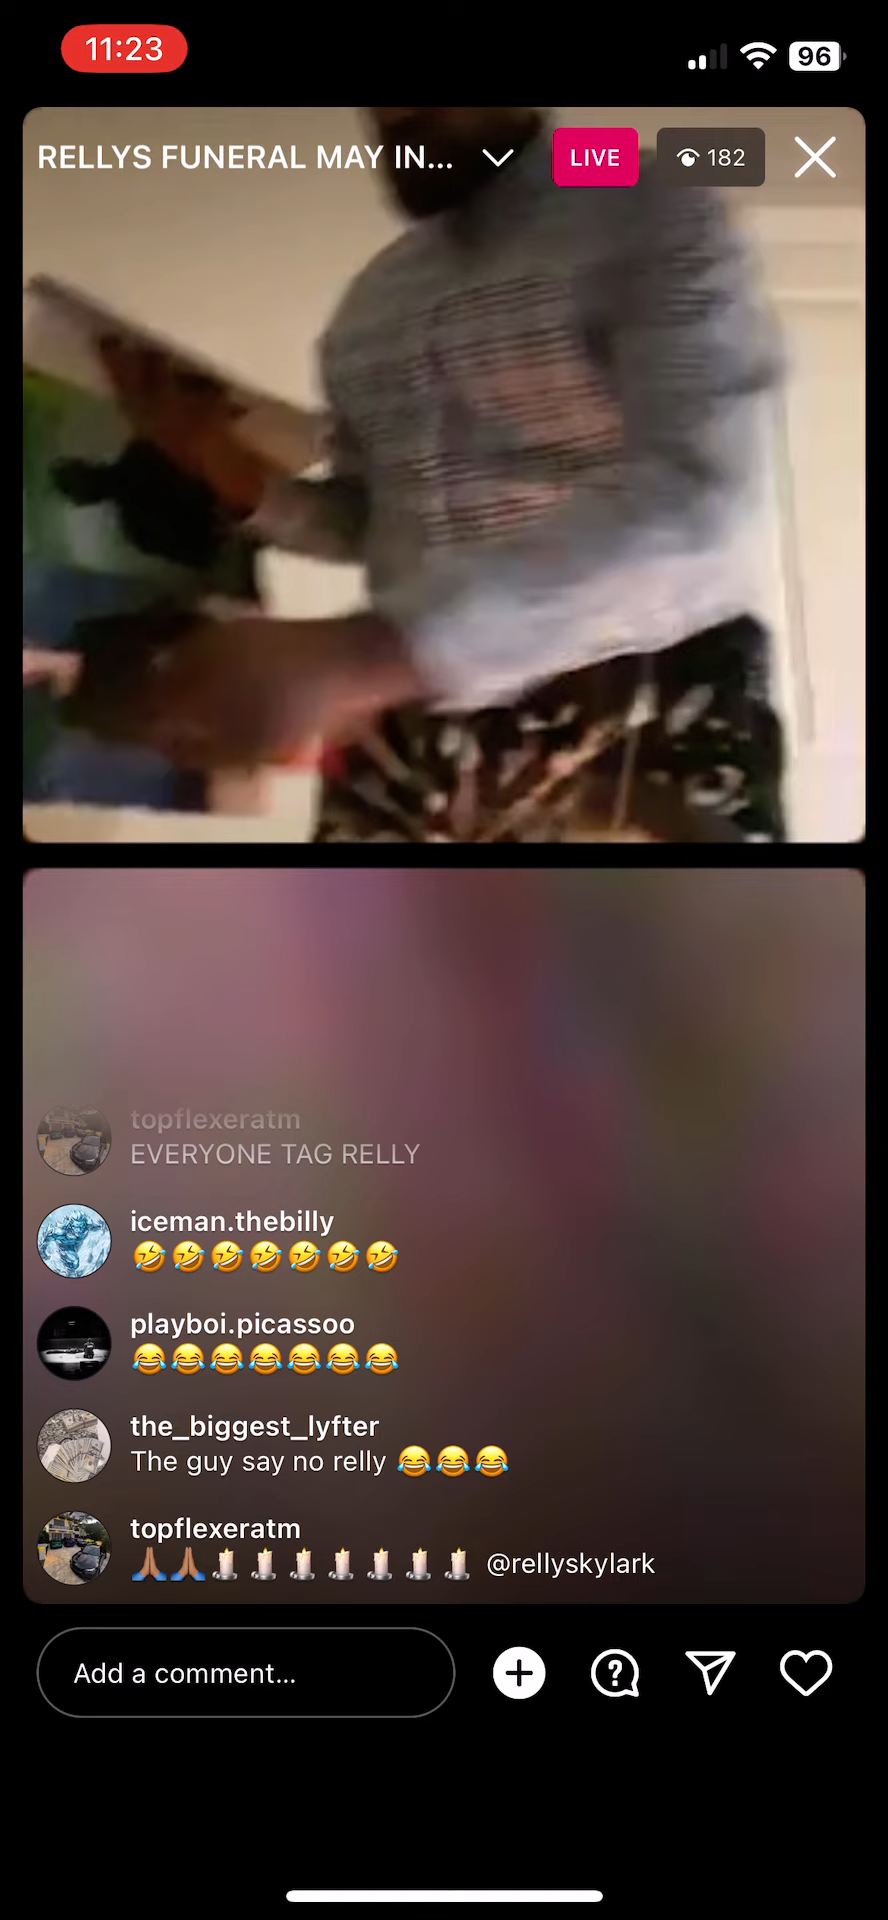 11:23
96
RELLYS FUNERAL MAY IN...
LIVE
182
topflexeratm
EVERYONE TAG RELLY
iceman.thebilly
🤣🤣🤣🤣🤣🤣🤣
playboi.picassoo
😂😂😂😂😂😂😂
the_biggest_lyfter
The guy say no relly 😂😂😂
topflexeratm
🙏🏽🙏🏽🕯️🕯️🕯️🕯️🕯️🕯️🕯️ @rellyskylark
Add a comment...